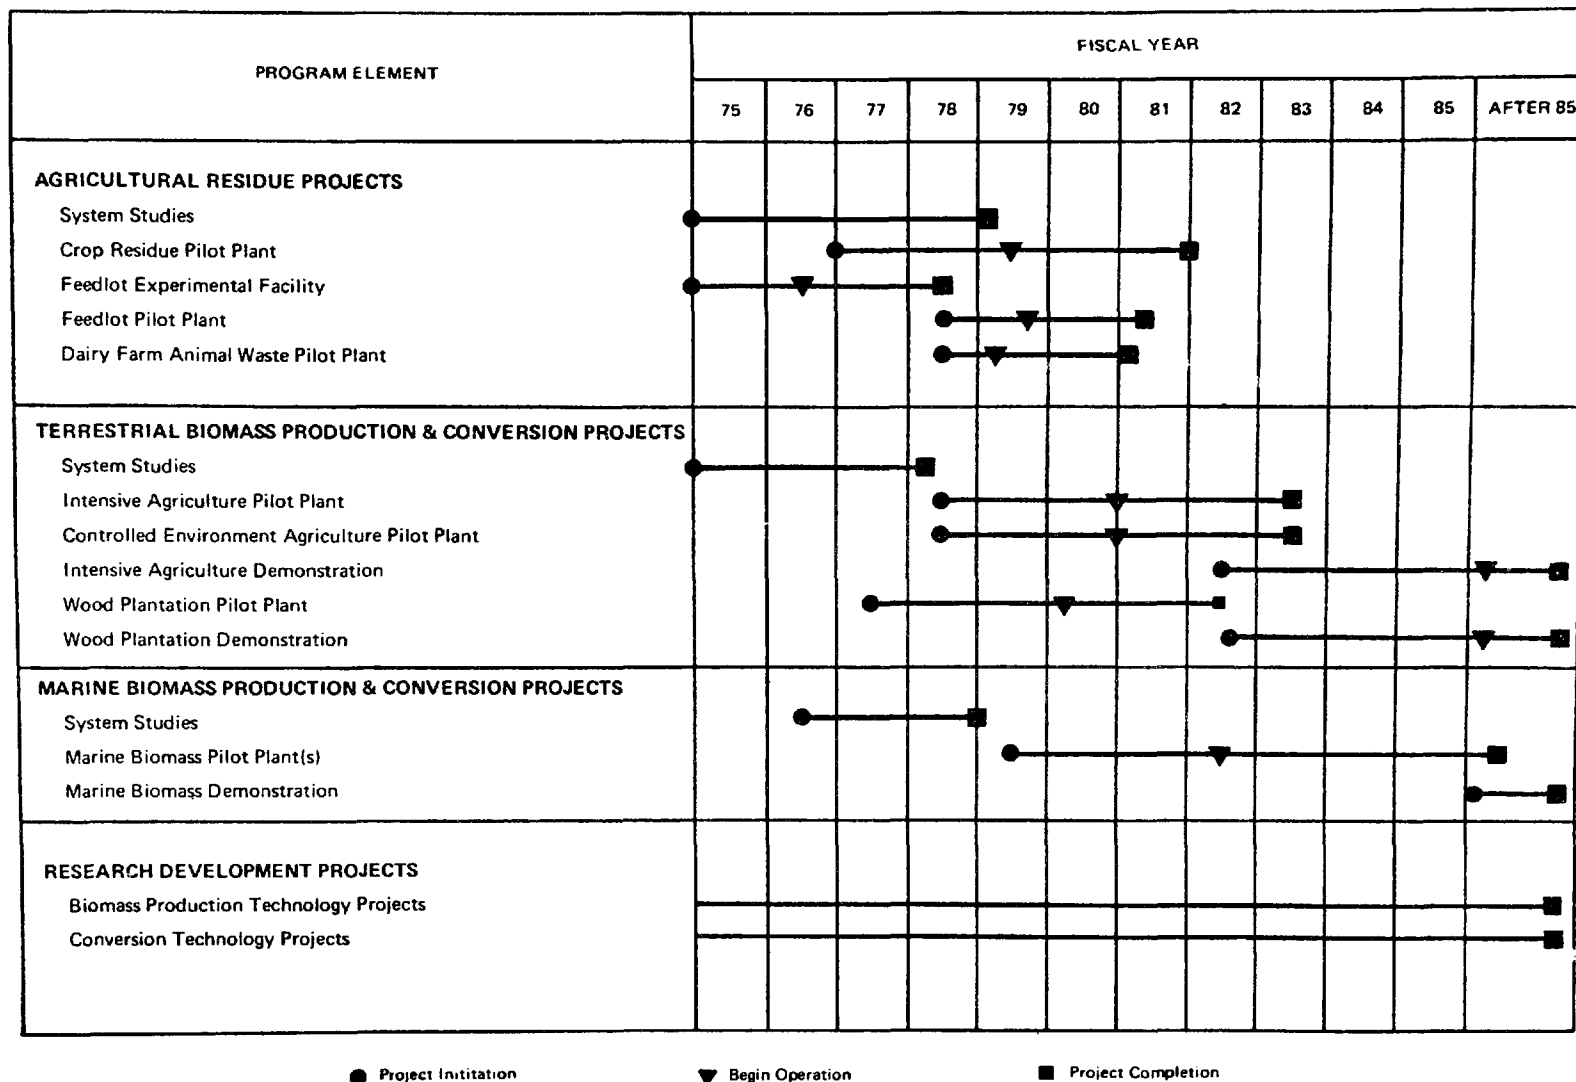 FISCAL YEAR
PROGRAM ELEMENT
75 76 77 78 79 80 81 82 83 84 85 AFTER 85
AGRICULTURAL RESIDUE PROJECTS
System Studies
Crop Residue Pilot Plant
Feedlot Experimental Facility
Feedlot Pilot Plant
Dairy Farm Animal Waste Pilot Plant
TERRESTRIAL BIOMASS PRODUCTION & CONVERSION PROJECTS
System Studies
Intensive Agriculture Pilot Plant
Controlled Environment Agriculture Pilot Plant
Intensive Agriculture Demonstration
Wood Plantation Pilot Plant
Wood Plantation Demonstration
MARINE BIOMASS PRODUCTION & CONVERSION PROJECTS
System Studies
Marine Biomass Pilot Plant(s)
Marine Biomass Demonstration
RESEARCH DEVELOPMENT PROJECTS
Biomass Production Technology Projects
Conversion Technology Projects
Project Inititation Begin Operation Project Completion